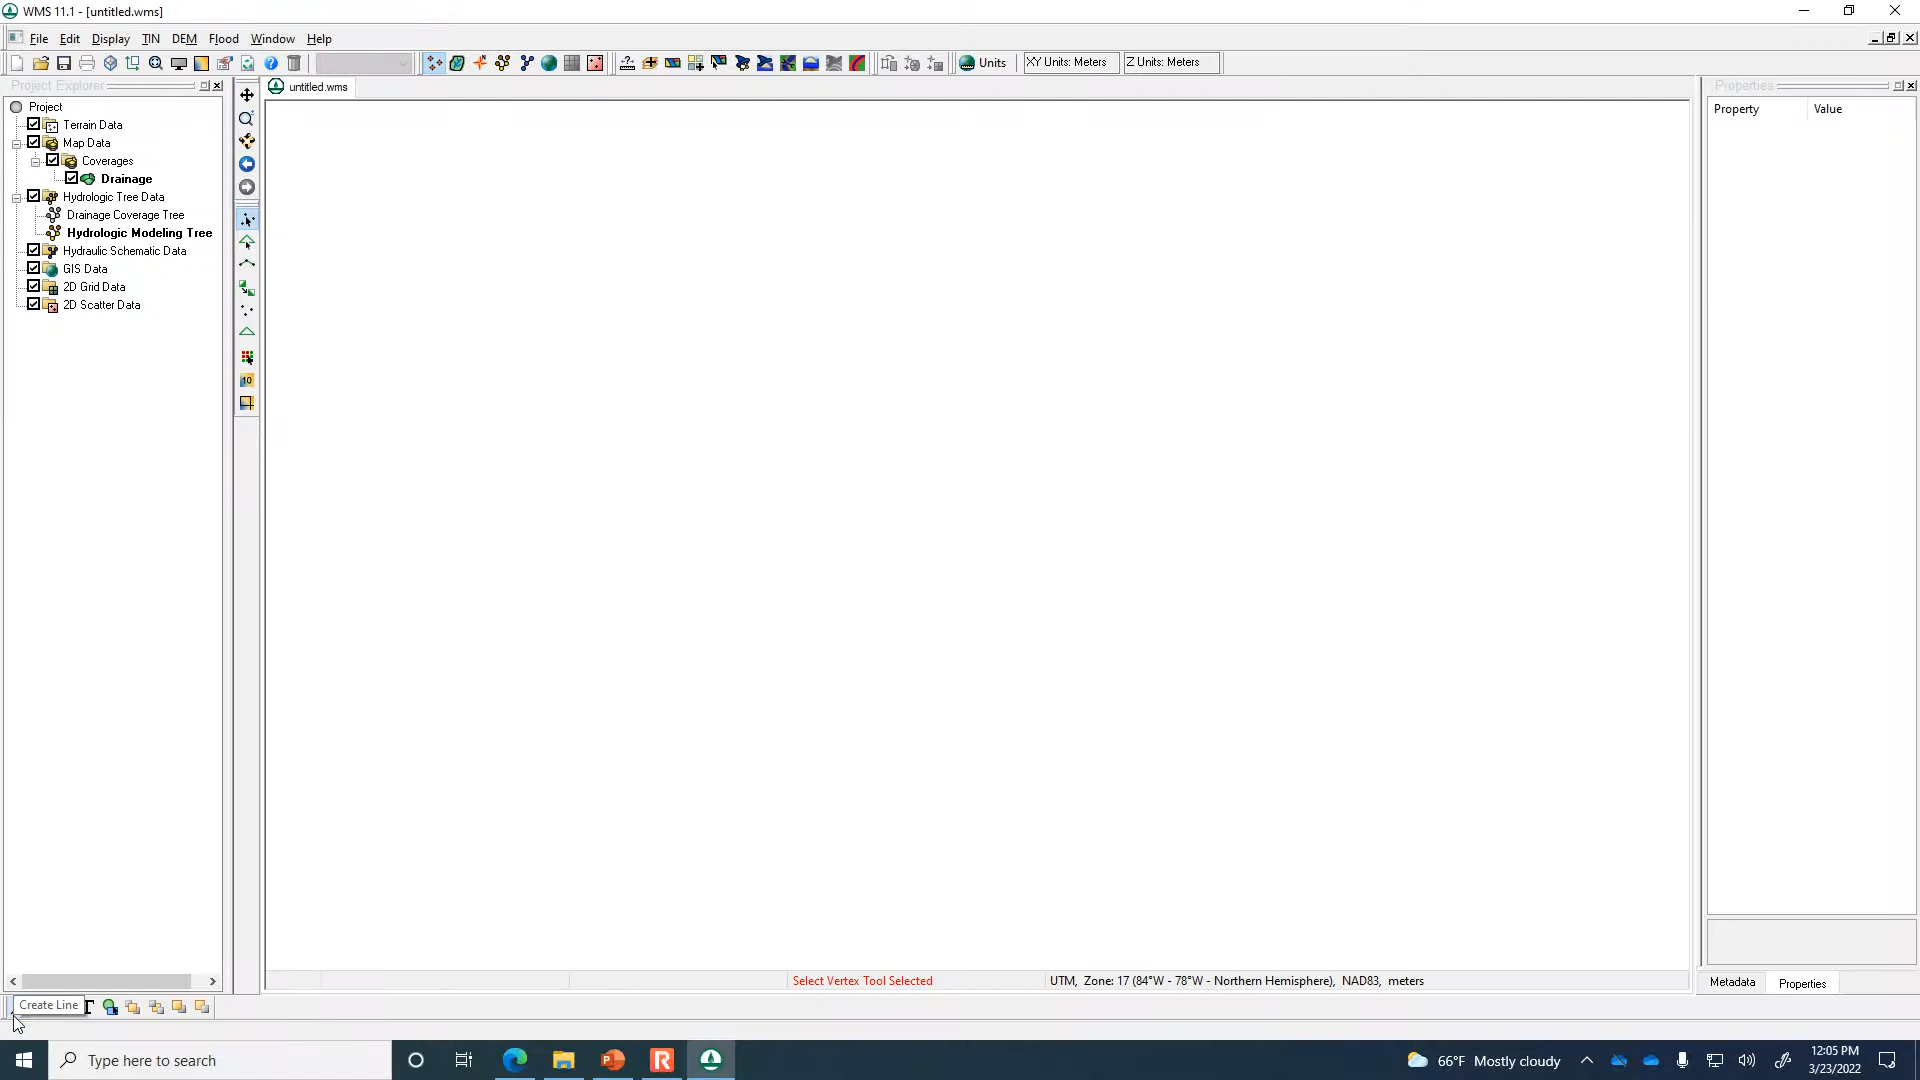 WMS 11.1 - [untitled.wms]
File Edit Display TIN DEM Flood Window Help
Units XY Units: Meters Z Units: Meters
Project Explorer
untitled.wms
Properties
Project
Terrain Data
Map Data
Coverages
Drainage
Hydrologic Tree Data
Drainage Coverage Tree
Hydrologic Modeling Tree
Hydraulic Schematic Data
GIS Data
2D Grid Data
2D Scatter Data
10
Property Value
Select Vertex Tool Selected
UTM, Zone: 17 (84°W - 78°W - Northern Hemisphere), NAD83, meters
Metadata Properties
Create Line
T
Type here to search
66°F Mostly cloudy
12:05 PM
3/23/2022